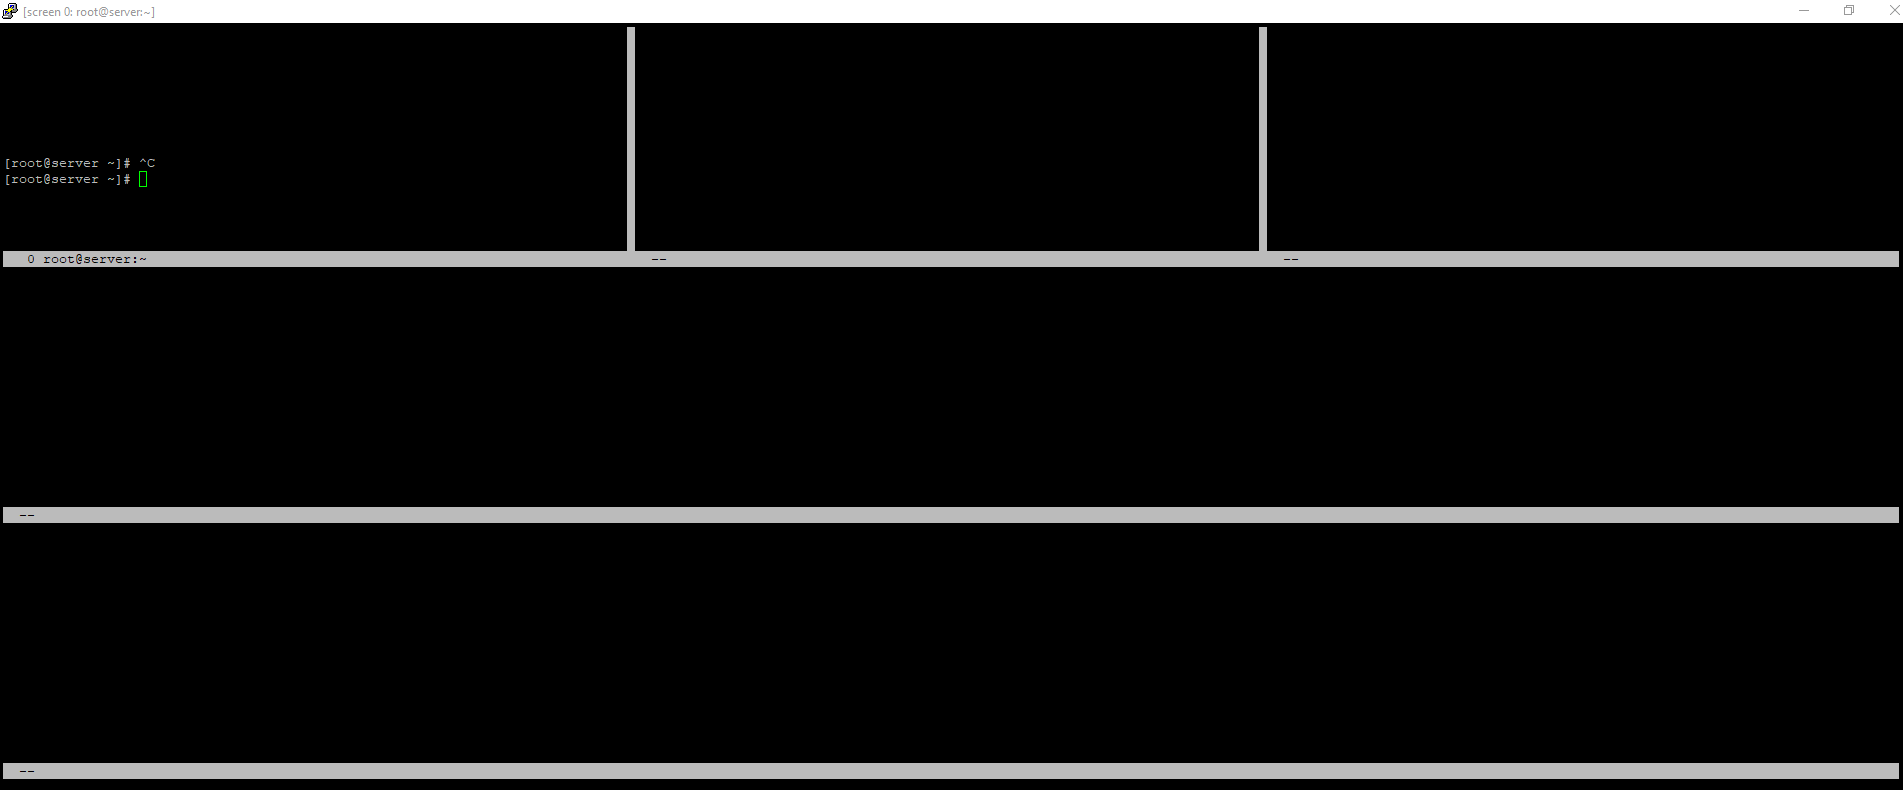 [screen 0: root@server:~]
[root@server ~]# ^C
[root@server ~]#
0 root@server:~ -- --
--
--